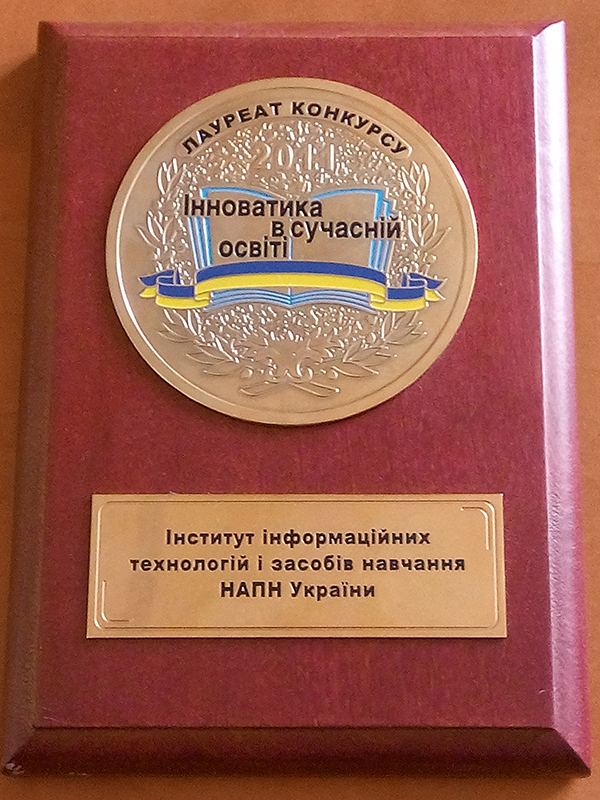 ЛАУРЕАТ КОНКУРСУ
2011
Інноватика
в сучасній
освіті
Інститут інформаційних
технологій і засобів навчання
НАПН України